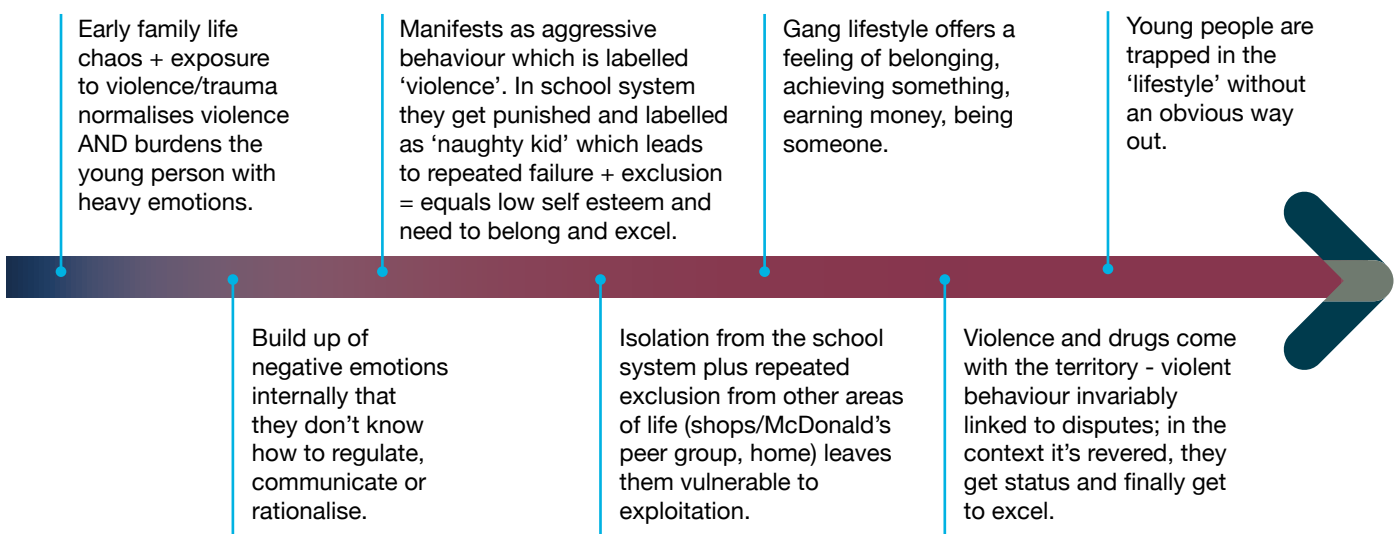 Early family life
chaos + exposure
to violence/trauma
normalises violence
AND burdens the
young person with
heavy emotions.
Build up of
negative emotions
internally that
they don’t know
how to regulate,
communicate or
rationalise.
Manifests as aggressive
behaviour which is labelled
‘violence’. In school system
they get punished and labelled
as ‘naughty kid’ which leads
to repeated failure + exclusion
= equals low self esteem and
need to belong and excel.
Isolation from the school
system plus repeated
exclusion from other areas
of life (shops/McDonald’s
peer group, home) leaves
them vulnerable to
exploitation.
Gang lifestyle offers a
feeling of belonging,
achieving something,
earning money, being
someone.
Violence and drugs come
with the territory - violent
behaviour invariably
linked to disputes; in the
context it’s revered, they
get status and finally get
to excel.
Young people are
trapped in the
‘lifestyle’ without
an obvious way
out.